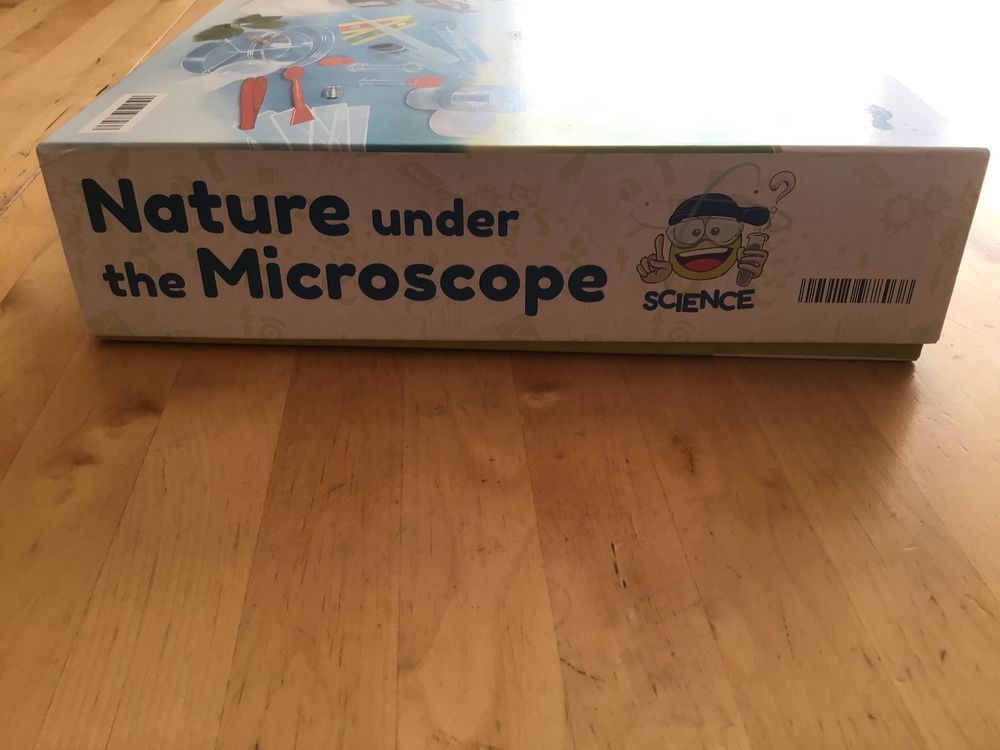 Nature under
the Microscope
?
SCIENCE